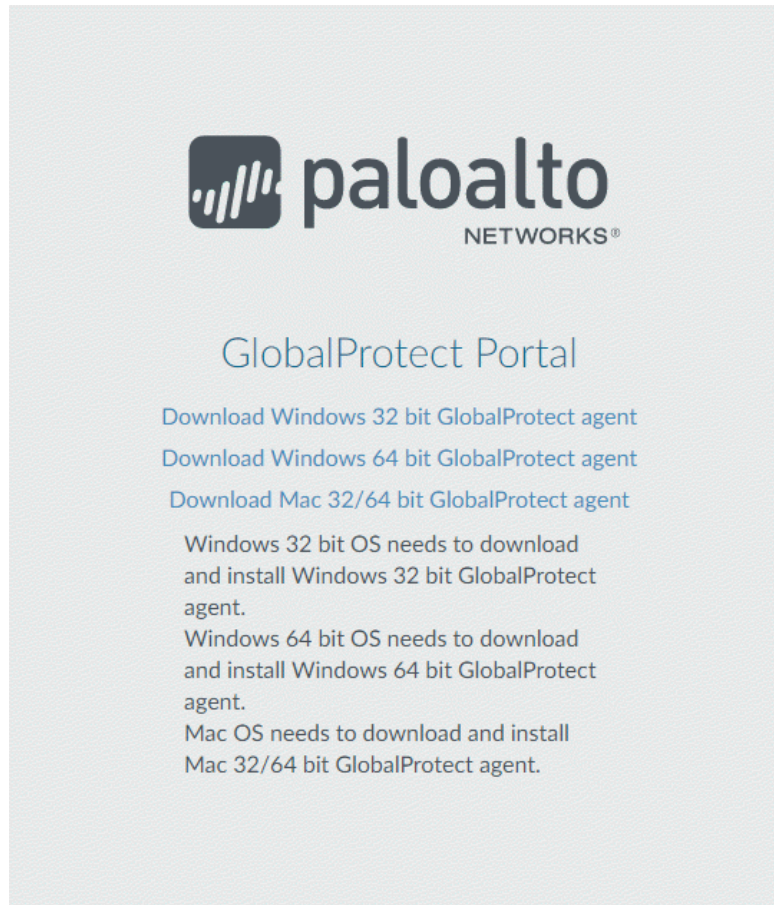 paloalto
NETWORKS®
GlobalProtect Portal
Download Windows 32 bit GlobalProtect agent
Download Windows 64 bit GlobalProtect agent
Download Mac 32/64 bit GlobalProtect agent
Windows 32 bit OS needs to download
and install Windows 32 bit GlobalProtect
agent.
Windows 64 bit OS needs to download
and install Windows 64 bit GlobalProtect
agent.
Mac OS needs to download and install
Mac 32/64 bit GlobalProtect agent.